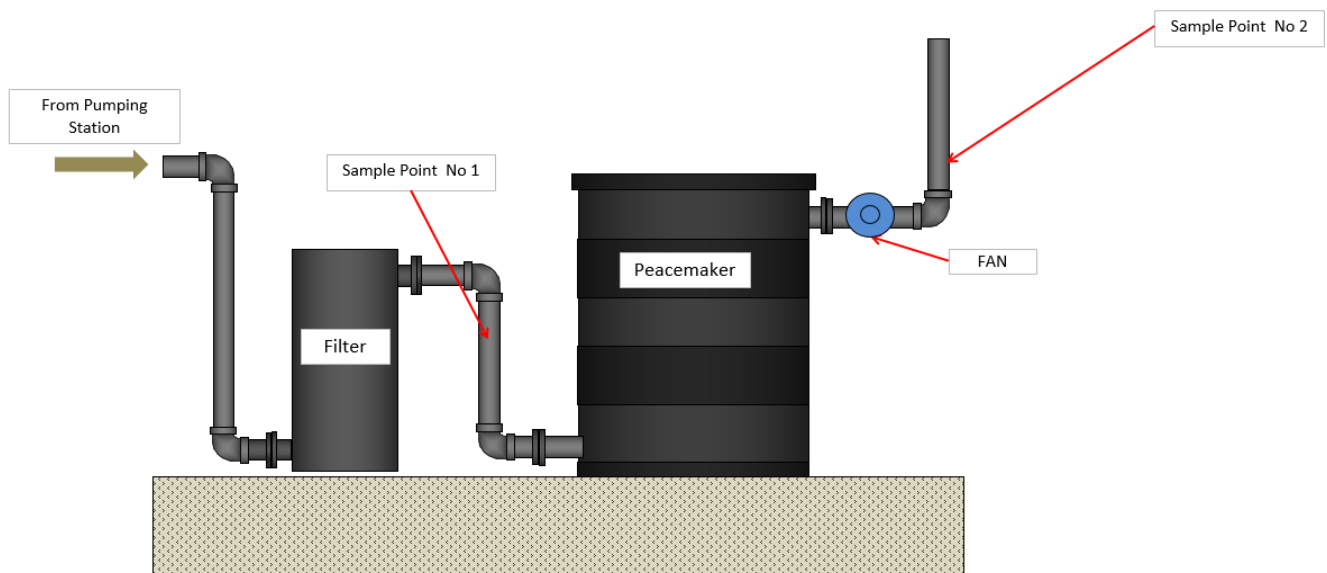 Sample Point No 2
From Pumping
Station
Sample Point No 1
Peacemaker
FAN
Filter